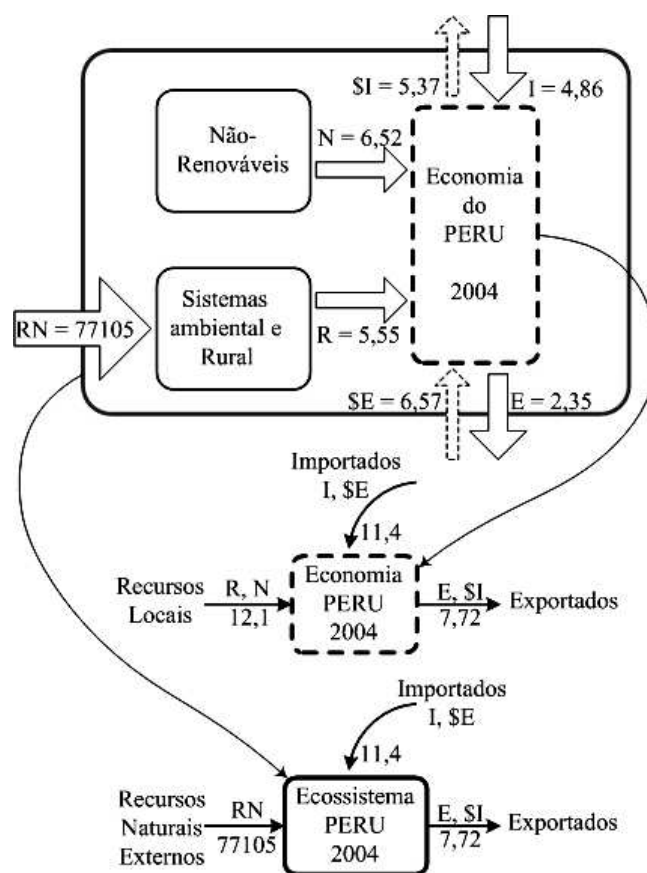 $I = 5,37
I = 4,86
Não-
Renováveis
N = 6,52
Economia
do
PERU
2004
RN = 77105
Sistemas
ambiental e
Rural
R = 5,55
$E = 6,57
E = 2,35
Importados
I, $E
11,4
Recursos
Locais
R, N
12,1
Economia
PERU
2004
E, $I
7,72
Exportados
Importados
I, $E
11,4
Recursos
Naturais
Externos
RN
77105
Ecossistema
PERU
2004
E, $I
7,72
Exportados